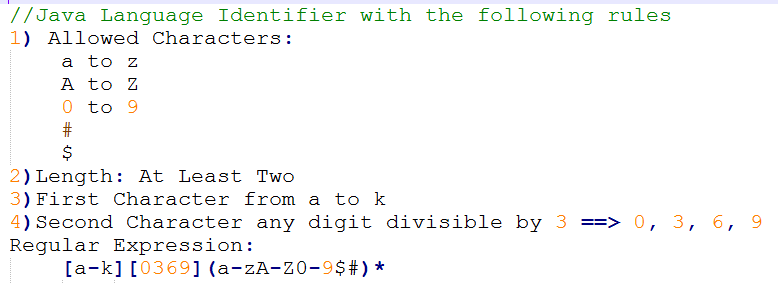 //Java Language Identifier with the following rules
1) Allowed Characters:
a to z
A to Z
0 to 9
#
$
2)Length: At Least Two
3)First Character from a to k
4)Second Character any digit divisible by 3 ==> 0, 3, 6, 9
Regular Expression:
[a-k][0369](a-zA-Z0-9$#)*